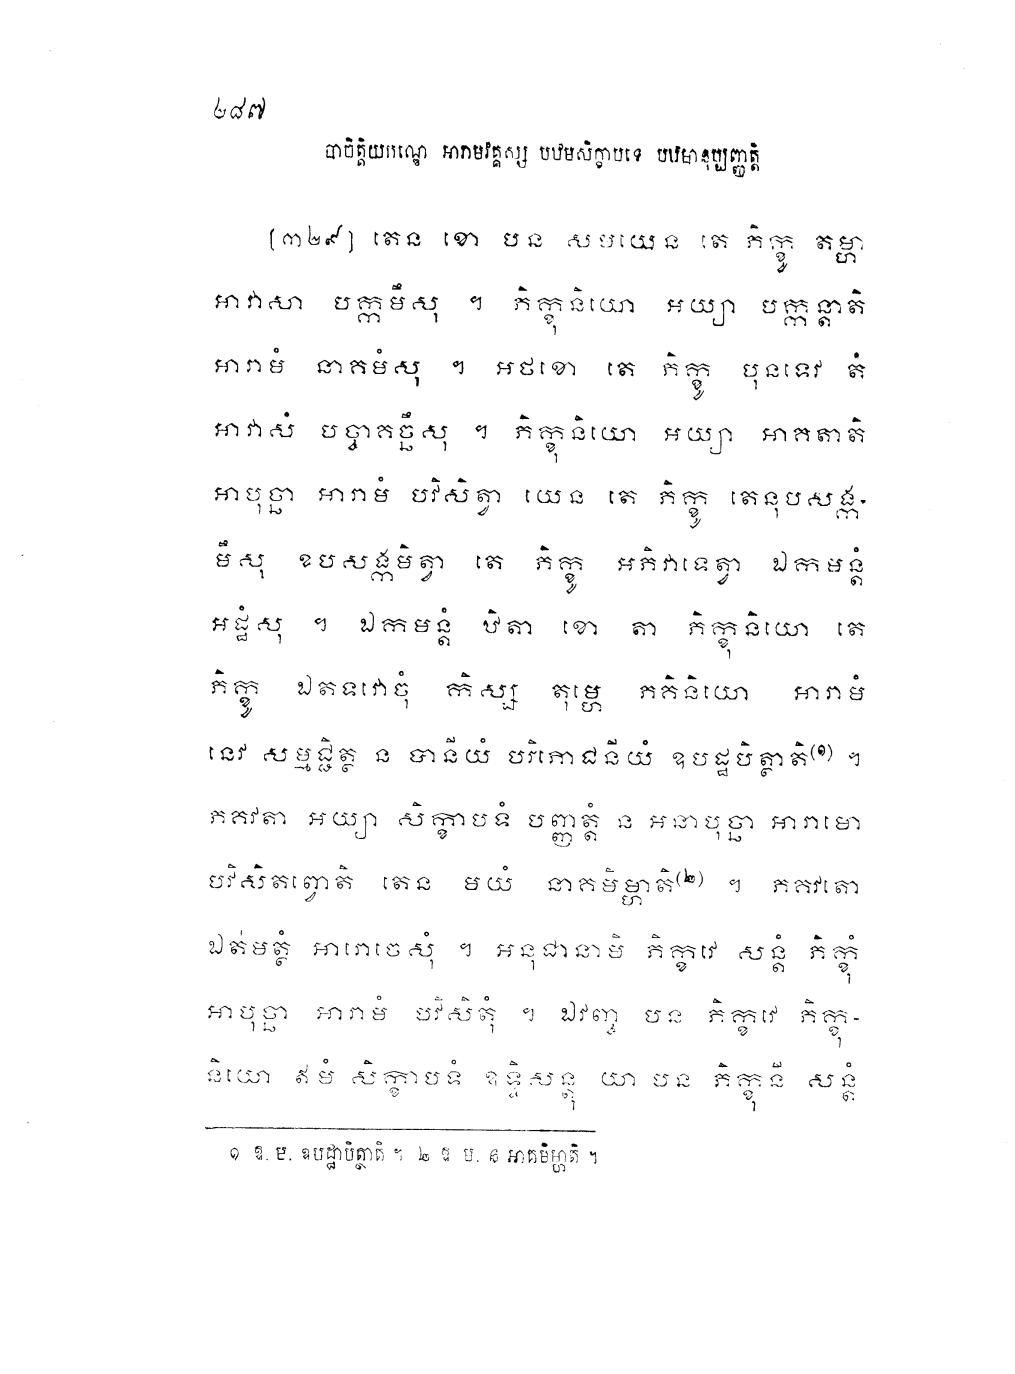 ២៨៧
បាចិត្តិយកណ្ឌេ អារាមវគ្គស្ស បឋមសិក្ខាបទេ បឋមានុប្បញ្ញត្តិ
[៣២៩] តេន ខោ បន សមយេន តេ ភិក្ខូ តម្ហា
អាវាសា បក្កមឹសុ ។ ភិក្ខុនិយោ អយ្យា បក្កន្តាតិ
អារាមំ នាគមំសុ ។ អថខោ តេ ភិក្ខូ បុនទេវ តំ
អាវាសំ បច្ចាគច្ឆឹសុ ។ ភិក្ខុនិយោ អយ្យា អាគតាតិ
អាបុច្ឆា អារាមំ បវិសិត្វា យេន តេ ភិក្ខូ តេនុបសង្ក-
មឹសុ ឧបសង្កមិត្វា តេ ភិក្ខូ អភិវាទេត្វា ឯកមន្តំ
អដ្ឋំសុ ។ ឯកមន្តំ ឋិតា ខោ តា ភិក្ខុនិយោ តេ
ភិក្ខូ ឯតទវោចុំ កិស្ស តុម្ហេ ភគិនិយោ អារាមំ
នេវ សម្មជ្ជិត្ថ ន បានីយំ បរិភោជនីយំ ឧបដ្ឋបិត្ថាតិ(១) ។
ភគវតា អយ្យា សិក្ខាបទំ បញ្ញត្តំ ន អនាបុច្ឆា អារាមោ
បវិសិតព្វោតិ តេន មយំ នាគមិម្ហាតិ(២) ។ ភគវតោ
ឯតមត្ថំ អារោចេសុំ ។ អនុជានាមិ ភិក្ខវេ សន្តំ ភិក្ខុំ
អាបុច្ឆា អារាមំ បវិសិតុំ ។ ឯវញ្ច បន ភិក្ខវេ ភិក្ខុ-
និយោ ឥមំ សិក្ខាបទំ ឧទ្ទិសន្តុ យា បន ភិក្ខុនី សន្តំ
១ ឱ. ម. ឧបដ្ឋាបិត្ថាតិ ។ ២ ឱ ម. ន អាគមិម្ហាតិ ។